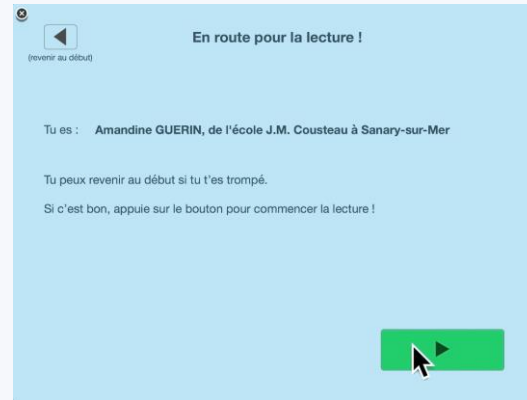 En route pour la lecture !
(revenir au début)
Tu es : Amandine GUERIN, de l'école J.M. Cousteau à Sanary-sur-Mer
Tu peux revenir au début si tu t'es trompé.
Si c'est bon, appuie sur le bouton pour commencer la lecture !